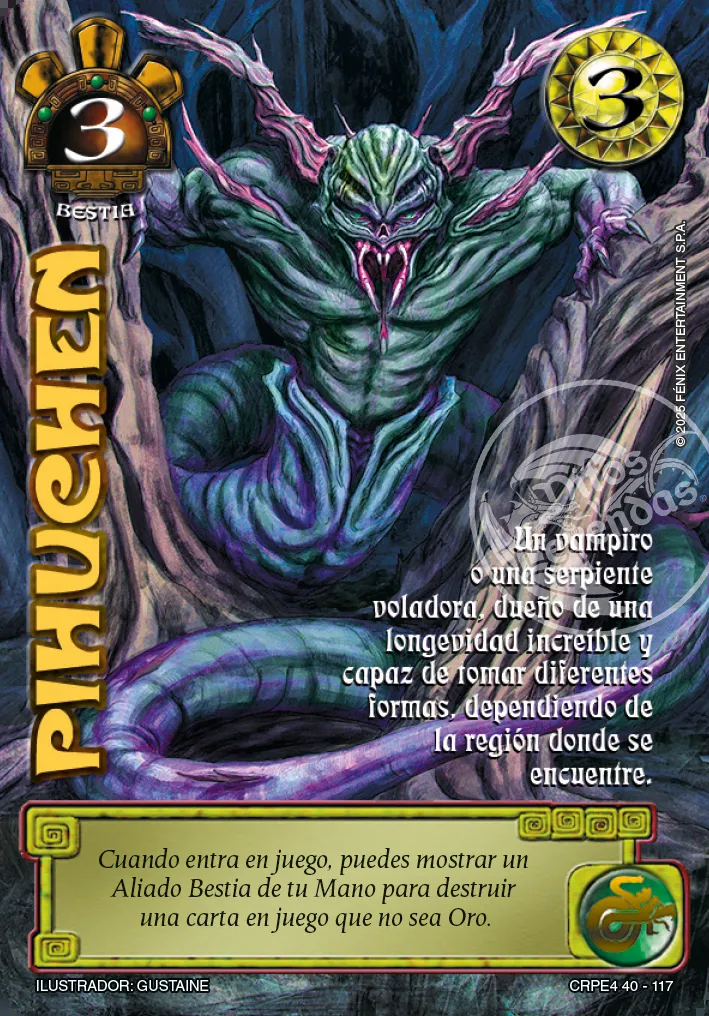 3
3
BESTIA
PIHUCHEN
© 2025 FÉNIX ENTERTAINMENT S.P.A.
Mitos
Leyendas
Un vampiro
o una serpiente
voladora, dueño de una
longevidad increíble y
capaz de tomar diferentes
formas, dependiendo de
la región donde se
encuentre.
Cuando entra en juego, puedes mostrar un
Aliado Bestia de tu Mano para destruir
una carta en juego que no sea Oro.
ILUSTRADOR: GUSTAINE
CRPE4 40 - 117